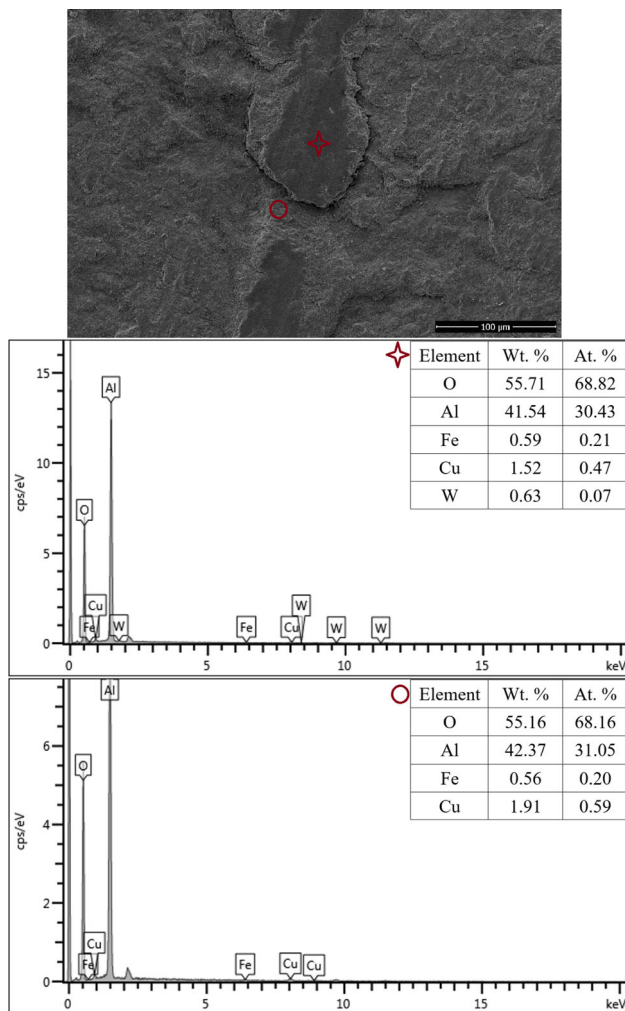 100 µm
Element Wt. % At. %
O 55.71 68.82
Al 41.54 30.43
Fe 0.59 0.21
Cu 1.52 0.47
W 0.63 0.07
cps/eV
15
10
5
0
Al
O
Cu
Fe
W
Fe
Cu
W
W
W
0 5 10 15 keV
Element Wt. % At. %
O 55.16 68.16
Al 42.37 31.05
Fe 0.56 0.20
Cu 1.91 0.59
cps/eV
6
4
2
0
Al
O
Cu
Fe
Fe
Cu
Cu
0 5 10 15 keV